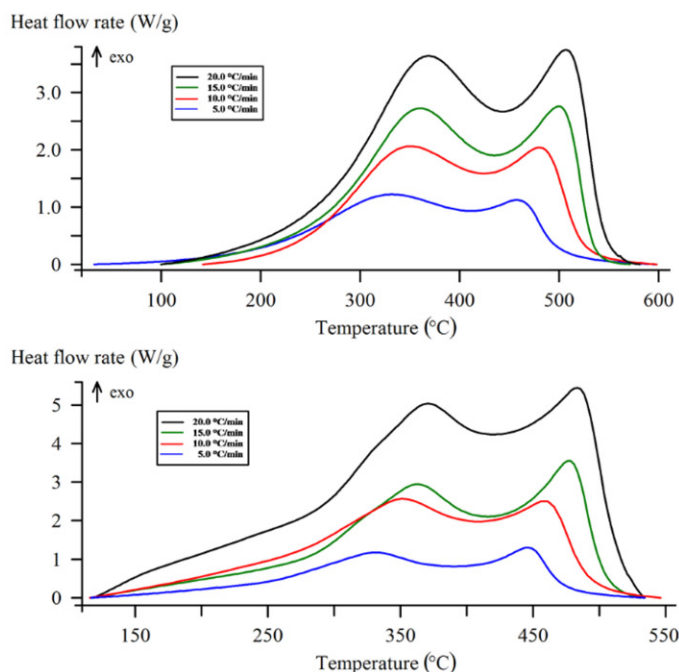 Heat flow rate (W/g)
↑ exo
20.0 °C/min
15.0 °C/min
10.0 °C/min
5.0 °C/min
3.0
2.0
1.0
0
100 200 300 400 500 600
Temperature (°C)
Heat flow rate (W/g)
↑ exo
20.0 °C/min
15.0 °C/min
10.0 °C/min
5.0 °C/min
5
4
3
2
1
0
150 250 350 450 550
Temperature (°C)